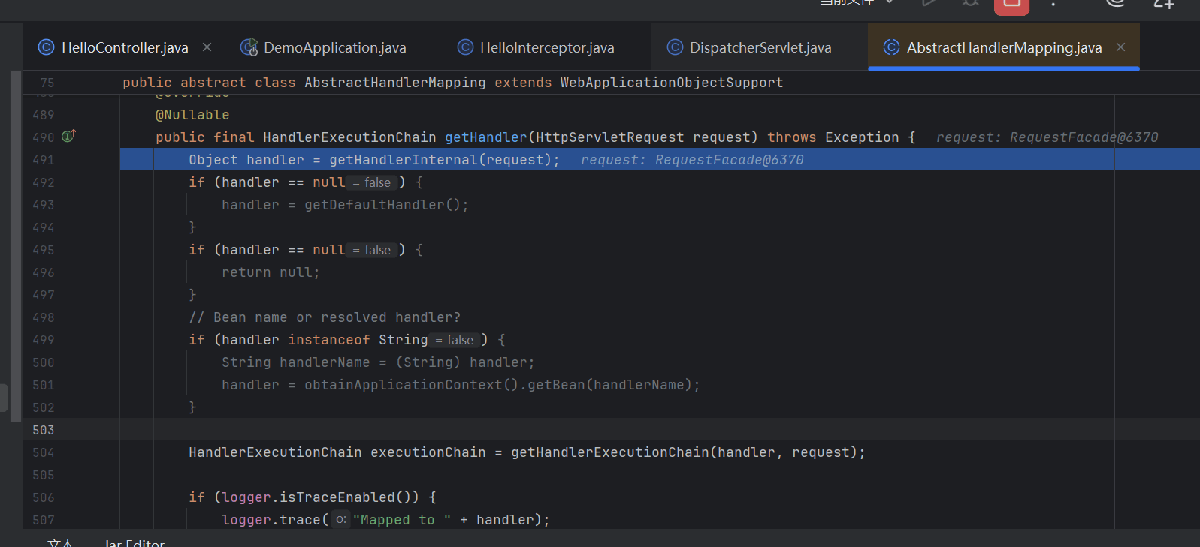 当前文件
HelloController.java DemoApplication.java HelloInterceptor.java DispatcherServlet.java AbstractHandlerMapping.java
75 public abstract class AbstractHandlerMapping extends WebApplicationObjectSupport
@Override
489 @Nullable
490 public final HandlerExecutionChain getHandler(HttpServletRequest request) throws Exception { request: RequestFacade@6370
491 Object handler = getHandlerInternal(request); request: RequestFacade@6370
492 if (handler == null = false ) {
493 handler = getDefaultHandler();
494 }
495 if (handler == null = false ) {
496 return null;
497 }
498 // Bean name or resolved handler?
499 if (handler instanceof String = false ) {
500 String handlerName = (String) handler;
501 handler = obtainApplicationContext().getBean(handlerName);
502 }
503
504 HandlerExecutionChain executionChain = getHandlerExecutionChain(handler, request);
505
506 if (logger.isTraceEnabled()) {
507 logger.trace( o: "Mapped to " + handler);